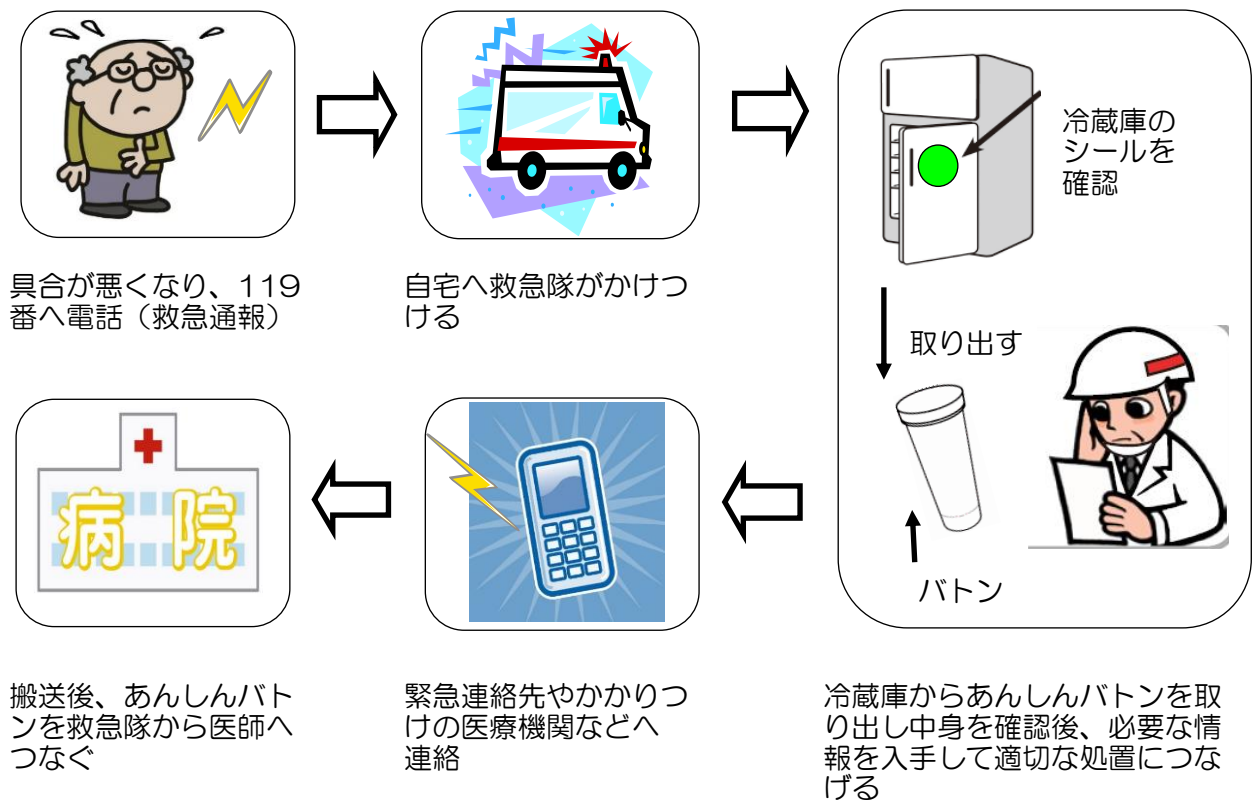 具合が悪くなり、119
番へ電話（救急通報）
自宅へ救急隊がかけつ
ける
冷蔵庫の
シールを
確認
取り出す
バトン
冷蔵庫からあんしんバトンを取
り出し中身を確認後、必要な情
報を入手して適切な処置につな
げる
緊急連絡先やかかりつ
けの医療機関などへ
連絡
病院
搬送後、あんしんバト
ンを救急隊から医師へ
つなぐ